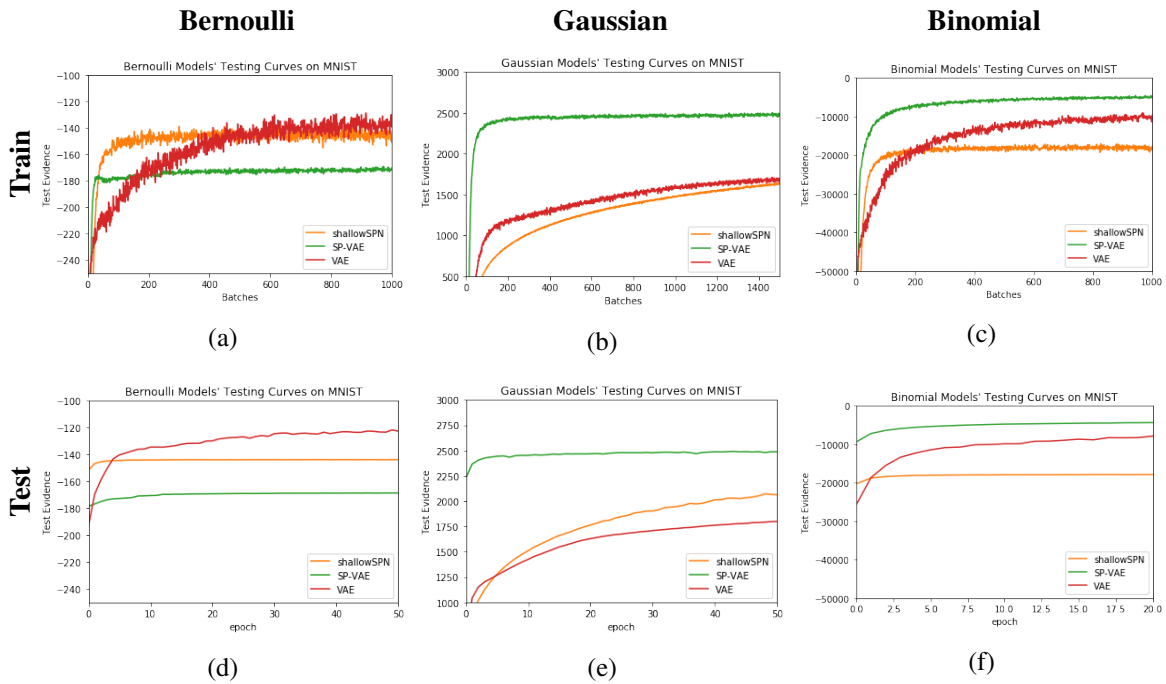 Bernoulli
Gaussian
Binomial
Train
Bernoulli Models' Testing Curves on MNIST
Test Evidence
−100
−120
−140
−160
−180
−200
−220
−240
0
200
400
600
800
1000
Batches
shallowSPN
SP-VAE
VAE
(a)
Gaussian Models' Testing Curves on MNIST
Test Evidence
3000
2500
2000
1500
1000
500
0
200
400
600
800
1000
1200
1400
Batches
shallowSPN
SP-VAE
VAE
(b)
Binomial Models' Testing Curves on MNIST
Test Evidence
0
−10000
−20000
−30000
−40000
−50000
0
200
400
600
800
1000
Batches
shallowSPN
SP-VAE
VAE
(c)
Test
Bernoulli Models' Testing Curves on MNIST
Test Evidence
−100
−120
−140
−160
−180
−200
−220
−240
0
10
20
30
40
50
epoch
shallowSPN
SP-VAE
VAE
(d)
Gaussian Models' Testing Curves on MNIST
Test Evidence
3000
2750
2500
2250
2000
1750
1500
1250
1000
0
10
20
30
40
50
epoch
shallowSPN
SP-VAE
VAE
(e)
Binomial Models' Testing Curves on MNIST
Test Evidence
0
−10000
−20000
−30000
−40000
−50000
0.0
2.5
5.0
7.5
10.0
12.5
15.0
17.5
20.0
epoch
shallowSPN
SP-VAE
VAE
(f)